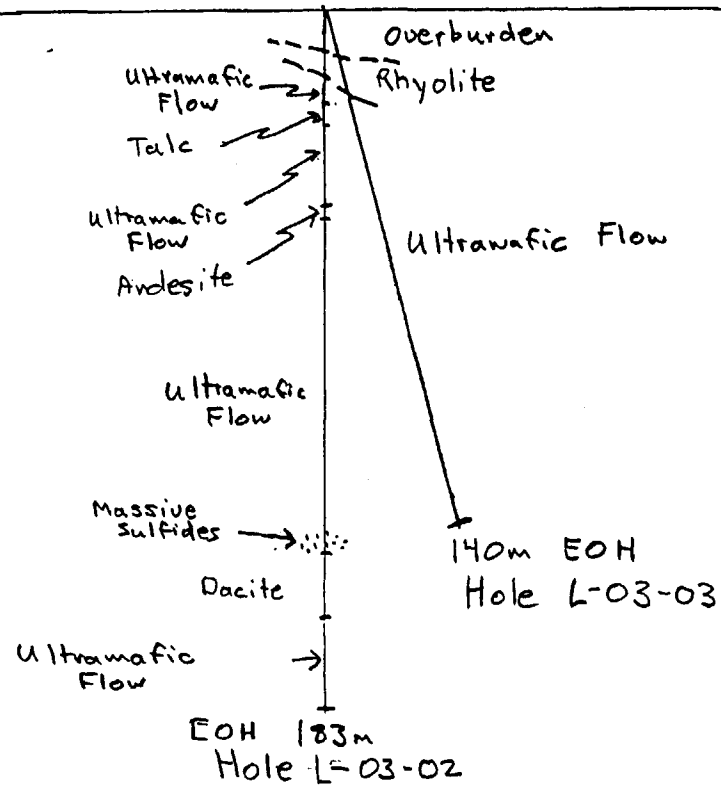 Overburden
Rhyolite
Ultramafic
Flow
Talc
Ultramafic
Flow
Andesite
Ultramafic Flow
Ultramafic
Flow
Massive
Sulfides
Dacite
140m EOH
Hole L-03-03
Ultramafic
Flow
EOH 183m
Hole L-03-02